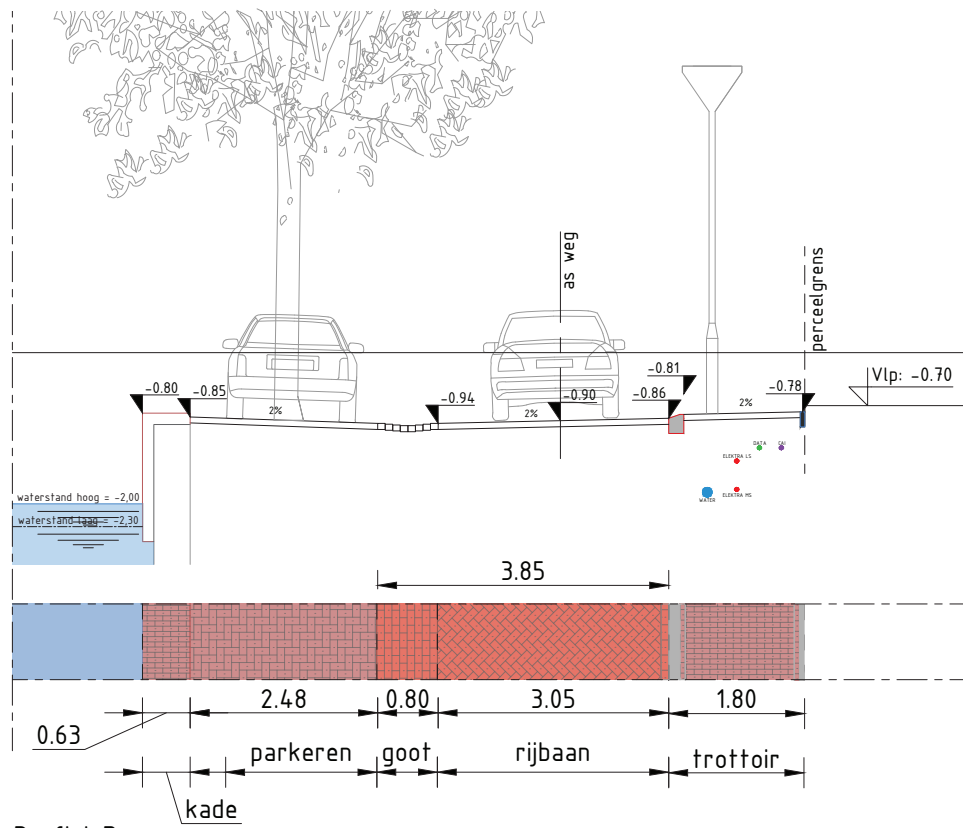 as weg
perceelgrens
-0.81
Vlp: -0.70
-0.80
-0.85
-0.90
-0.86
-0.78
-0.94
2%
2%
2%
DATA
CAI
ELEKTRA LS
WATER
ELEKTRA MS
waterstand hoog = -2,00
waterstand laag = -2,30
3.85
2.48
0.80
3.05
1.80
0.63
parkeren
goot
rijbaan
trottoir
kade